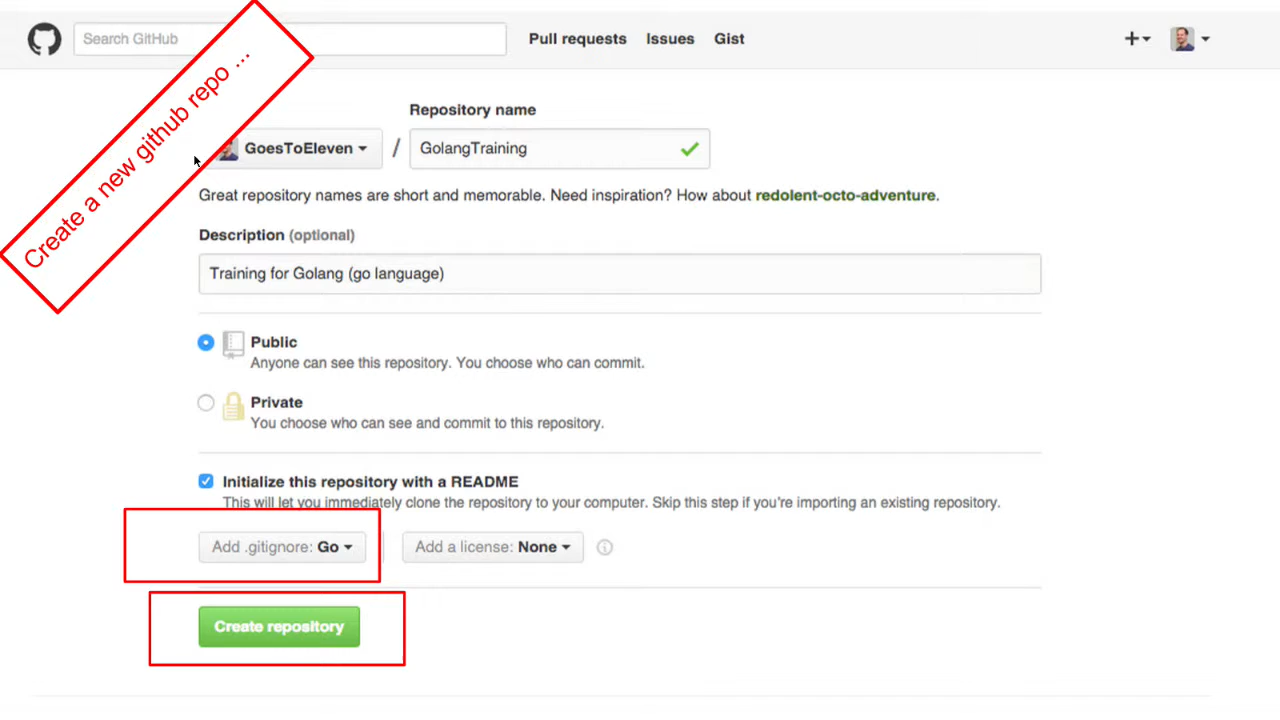 Search GitHub
Pull requests Issues Gist
Create a new github repo ...
Repository name
GoesToEleven / GolangTraining
Great repository names are short and memorable. Need inspiration? How about redolent-octo-adventure.
Description (optional)
Training for Golang (go language)
Public
Anyone can see this repository. You choose who can commit.
Private
You choose who can see and commit to this repository.
Initialize this repository with a README
This will let you immediately clone the repository to your computer. Skip this step if you're importing an existing repository.
Add .gitignore: Go Add a license: None
Create repository